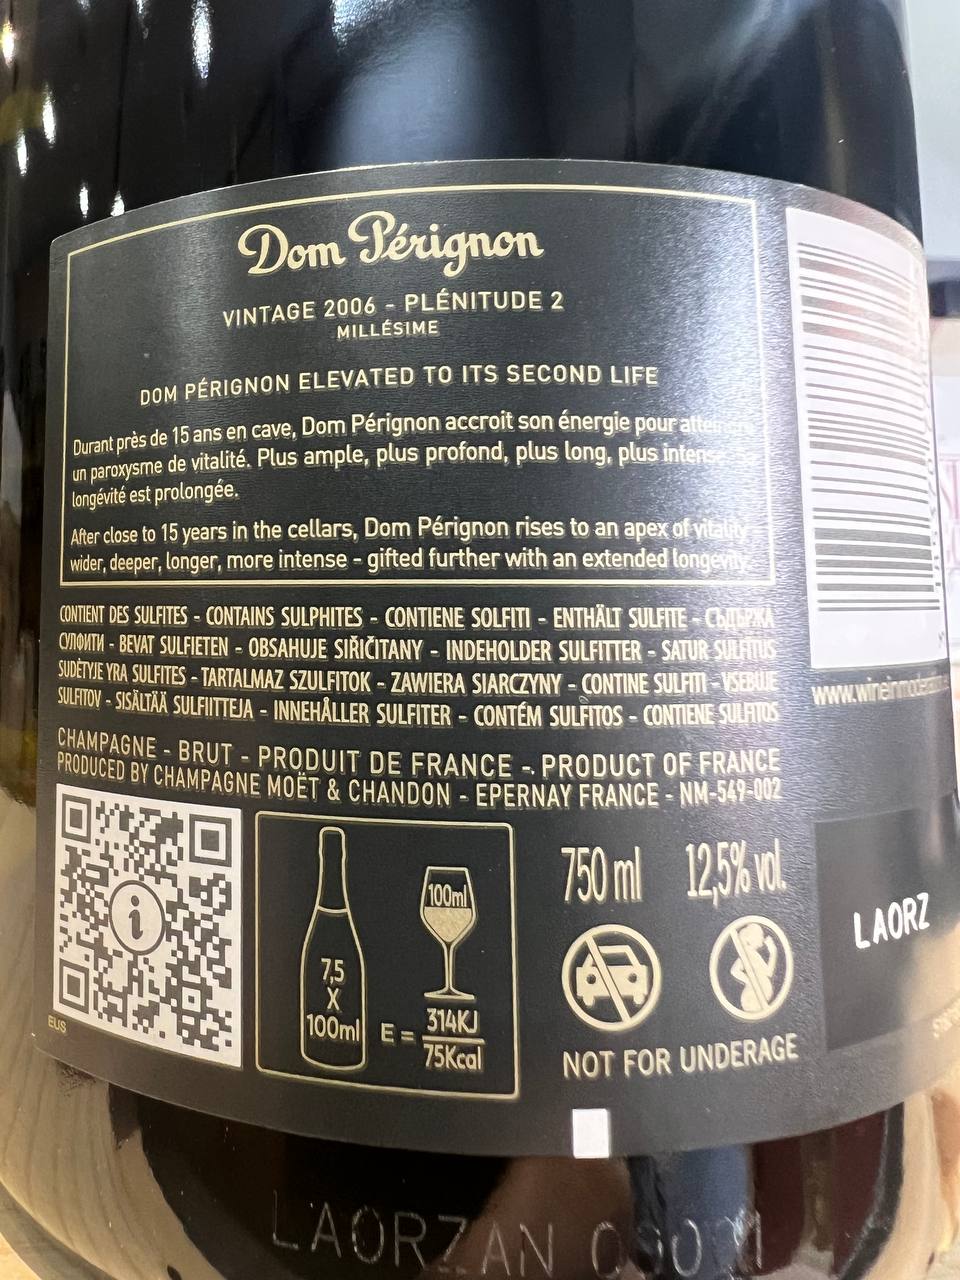 Dom Pérignon
VINTAGE 2006 - PLÉNITUDE 2
MILLÉSIME
DOM PÉRIGNON ELEVATED TO ITS SECOND LIFE
Durant près de 15 ans en cave, Dom Pérignon accroit son énergie pour atteindre
un paroxysme de vitalité. Plus ample, plus profond, plus long, plus intense. Sa
longévité est prolongée.
After close to 15 years in the cellars, Dom Pérignon rises to an apex of vitality –
wider, deeper, longer, more intense - gifted further with an extended longevity.
CONTIENT DES SULFITES - CONTAINS SULPHITES - CONTIENE SOLFITI - ENTHÄLT SULFITE - СЪДЪРЖА
СУЛФИТИ - BEVAT SULFIETEN - OBSAHUJE SIŘIČITANY - INDEHOLDER SULFITTER - SATUR SULFĪTUS
SUDĖTYJE YRA SULFITES - TARTALMAZ SZULFITOK - ZAWIERA SIARCZYNY - CONTINE SULFITI - VSEBUJE
SULFITOV - SISÄLTÄÄ SULFIITTEJA - INNEHÅLLER SULFITER - CONTÉM SULFITOS - CONTIENE SULFITOS
CHAMPAGNE - BRUT - PRODUIT DE FRANCE - PRODUCT OF FRANCE
PRODUCED BY CHAMPAGNE MOËT & CHANDON - EPERNAY FRANCE - NM-549-002
EUS
7,5
X
100ml
100ml
E = 314KJ
75Kcal
750 ml 12,5% vol.
NOT FOR UNDERAGE
LAORZ
LAORZAN